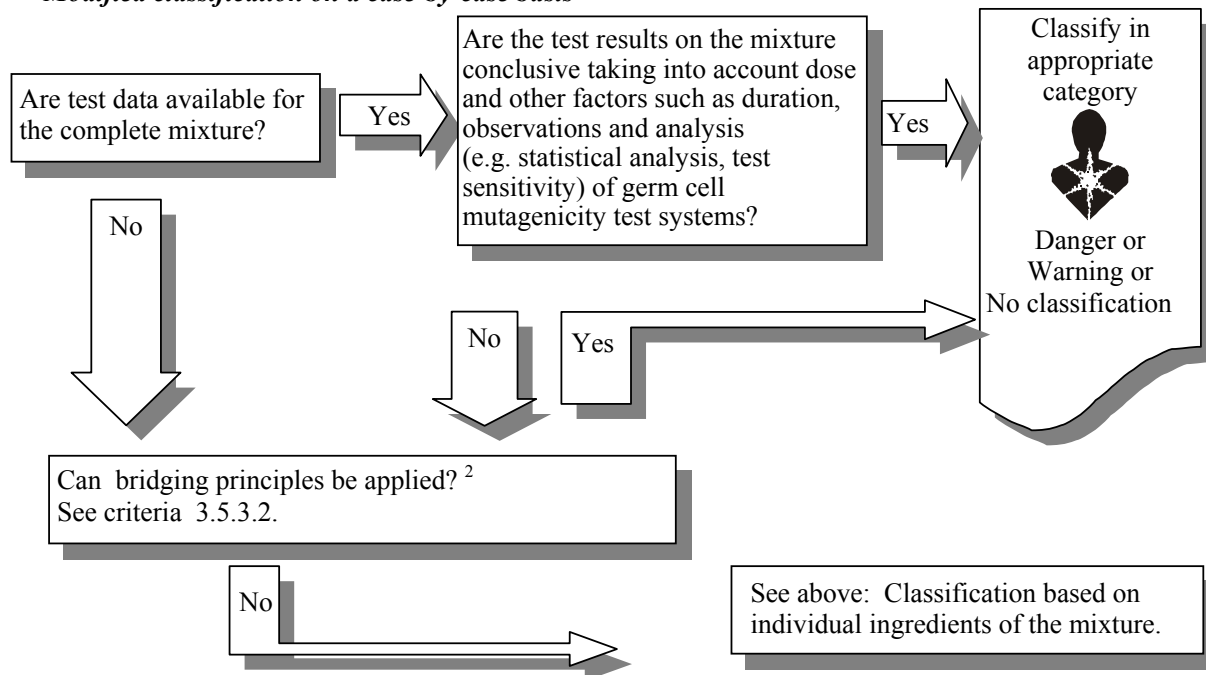 Modified classification on a case-by-case basis
Are test data available for
the complete mixture?
Yes
Are the test results on the mixture
conclusive taking into account dose
and other factors such as duration,
observations and analysis
(e.g. statistical analysis, test
sensitivity) of germ cell
mutagenicity test systems?
Yes
Classify in
appropriate
category
Danger or
Warning or
No classification
No
No
Yes
Can bridging principles be applied? 2
See criteria 3.5.3.2.
No
See above: Classification based on
individual ingredients of the mixture.